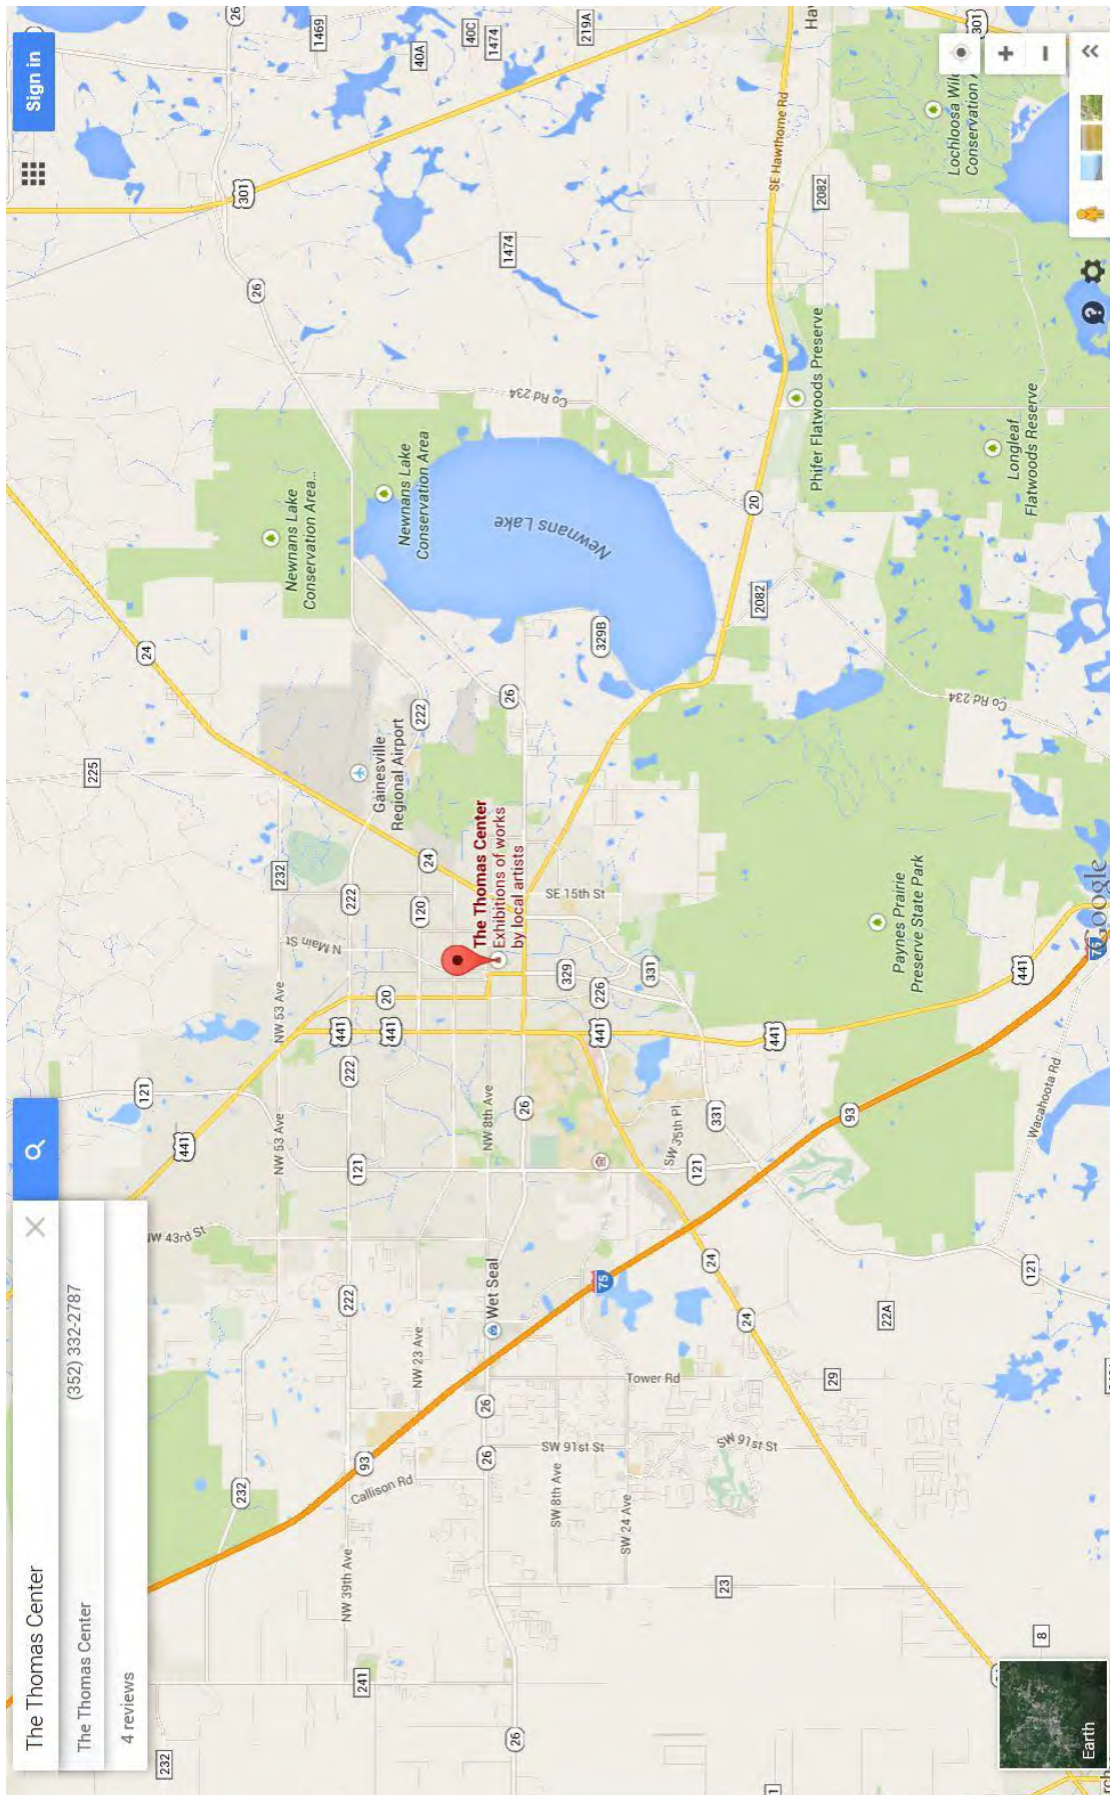 The Thomas Center
The Thomas Center
(352) 332-2787
4 reviews
Sign in
232
241
232
NW 39th Ave
93
Callison Rd
NW 23 Ave
222
NW 43rd St
441
121
NW 53 Ave
NW 53 Ave
121
222
441
441
20
N Main St
232
222
120
24
225
24
222
Gainesville
Regional Airport
26
Newnans Lake
Conservation Area...
Newnans Lake
Conservation Area
Newnans Lake
329B
Co Rd 234
26
301
26
1469
40A
40C
1474
219A
301
1474
The Thomas Center
Exhibitions of works
by local artists
NW 8th Ave
26
Wet Seal
26
26
26
SW 91st St
SW 8th Ave
SW 24 Ave
Tower Rd
SW 91st St
23
29
22A
8
75
24
24
121
SW 35th Pl
331
441
226
329
331
SE 15th St
441
93
121
Wacahoota Rd
441
75
Paynes Prairie
Preserve State Park
Co Rd 234
2082
20
Phifer Flatwoods Preserve
2082
SE Hawthorne Rd
Longleaf
Flatwoods Reserve
Lochloosa Wil
Conservation A
Earth
Google